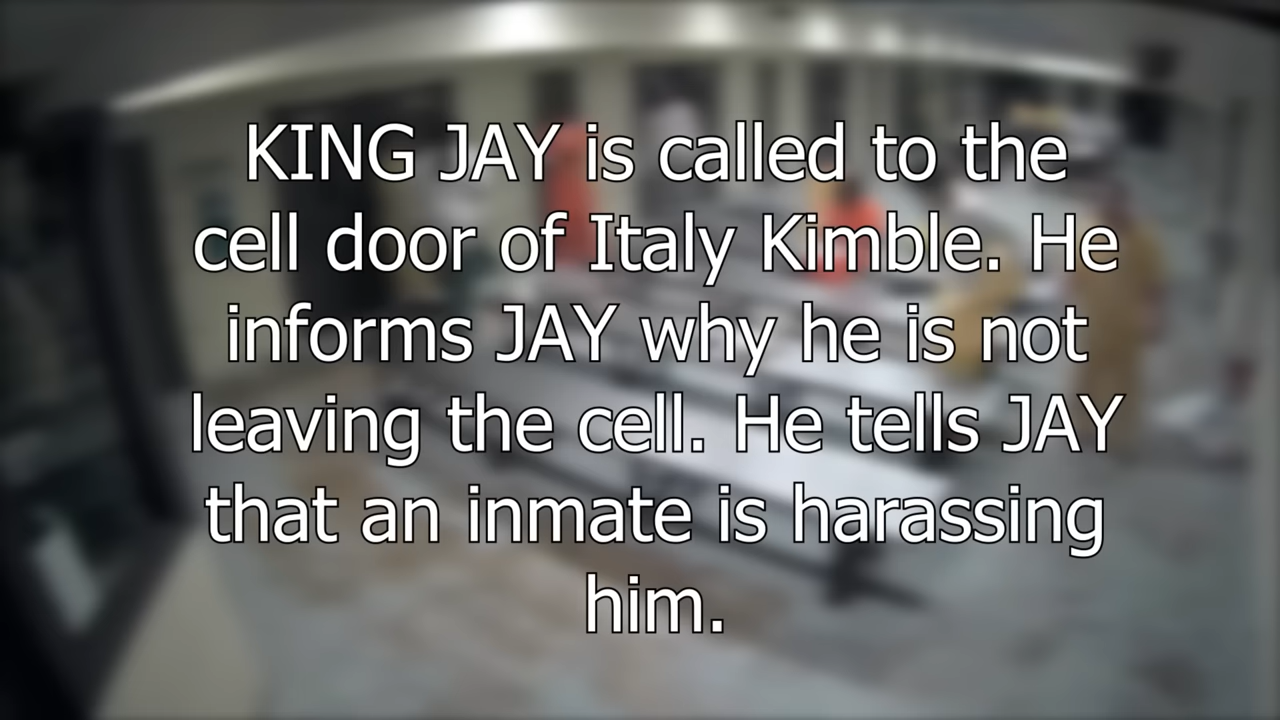 KING JAY is called to the
cell door of Italy Kimble. He
informs JAY why he is not
leaving the cell. He tells JAY
that an inmate is harassing
him.